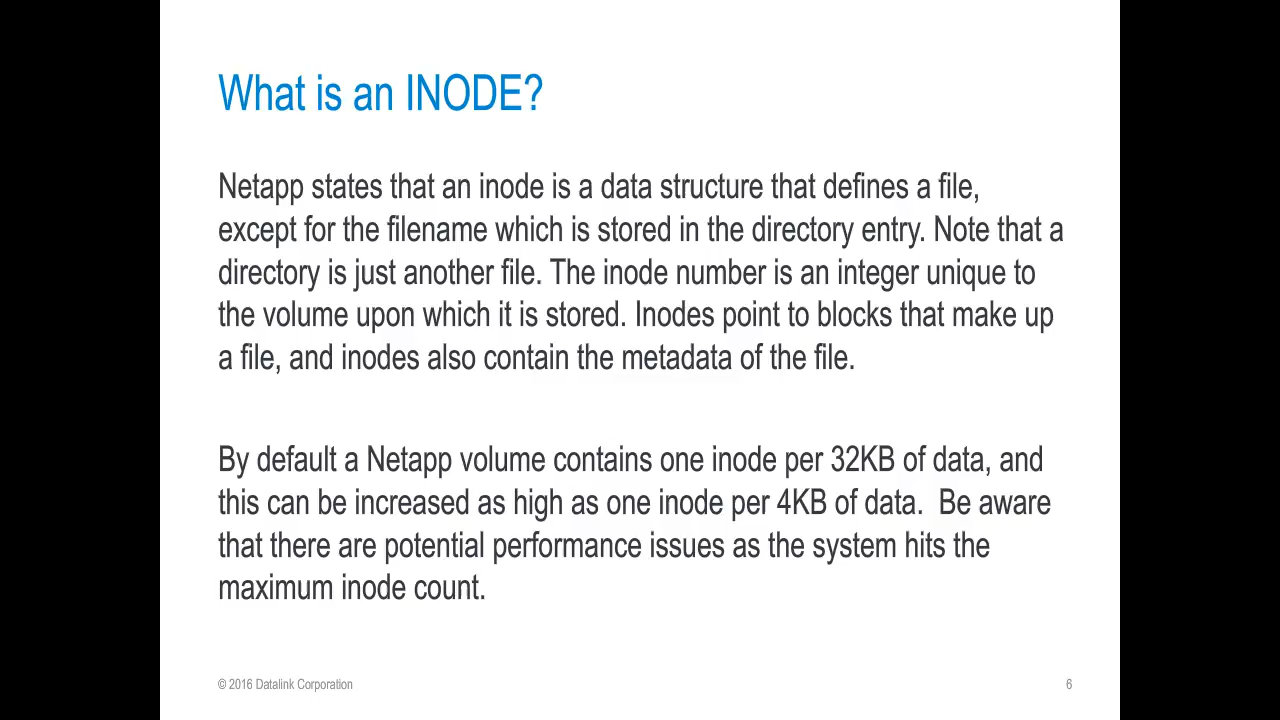 What is an INODE?
Netapp states that an inode is a data structure that defines a file,
except for the filename which is stored in the directory entry. Note that a
directory is just another file. The inode number is an integer unique to
the volume upon which it is stored. Inodes point to blocks that make up
a file, and inodes also contain the metadata of the file.
By default a Netapp volume contains one inode per 32KB of data, and
this can be increased as high as one inode per 4KB of data.  Be aware
that there are potential performance issues as the system hits the
maximum inode count.
© 2016 Datalink Corporation
6